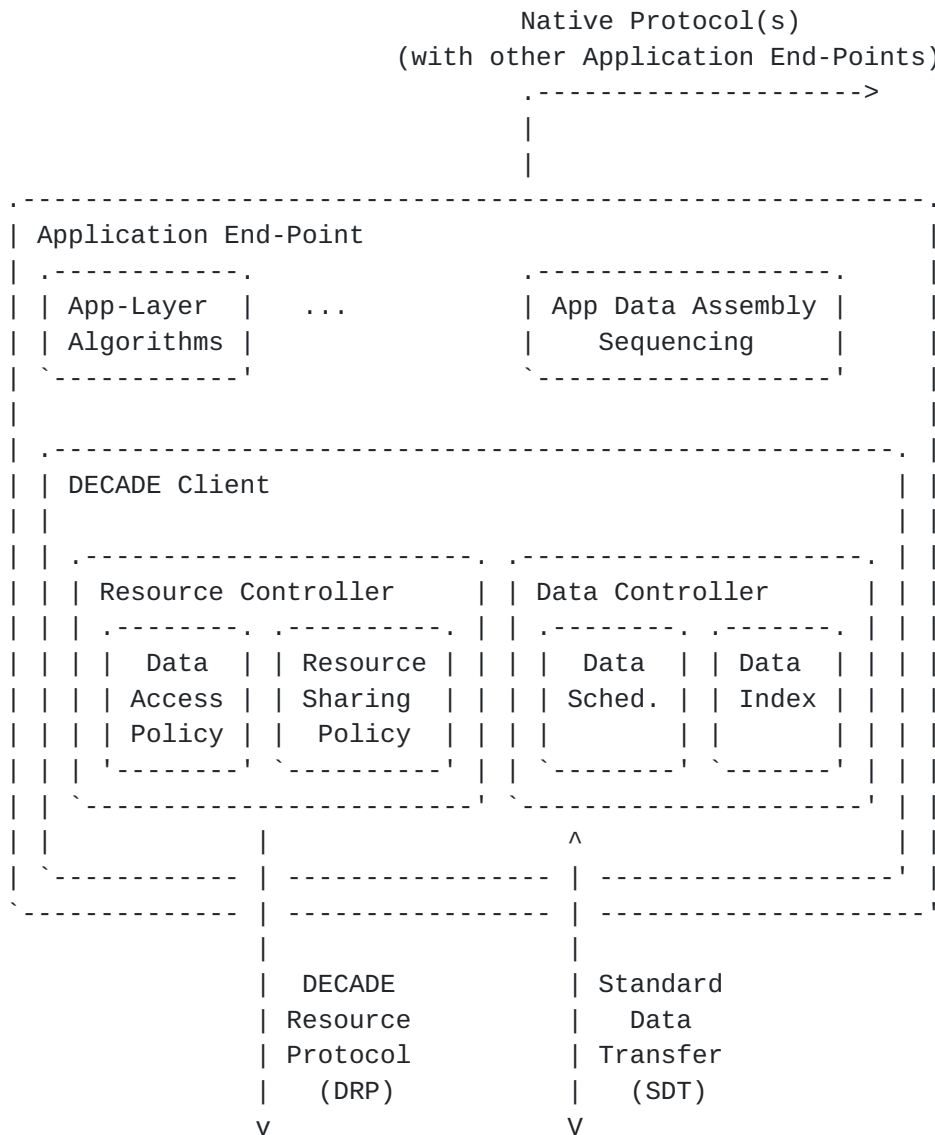 Native Protocol(s)
(with other Application End-Points)
Application End-Point
App-Layer ... App Data Assembly
Algorithms Sequencing
DECADE Client
Resource Controller Data Controller
Data Resource Data Data
Access Sharing Sched. Index
Policy Policy
DECADE Standard
Resource Data
Protocol Transfer
(DRP) (SDT)
v V